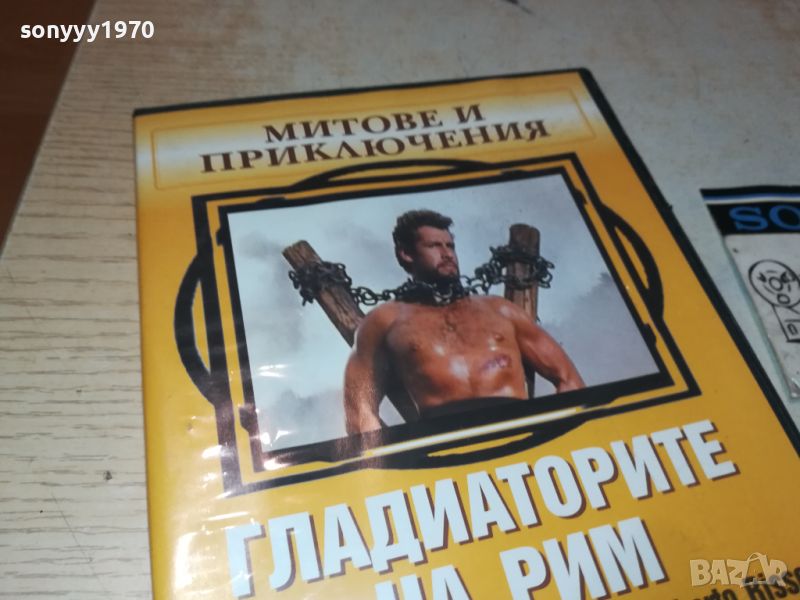 sonyyy1970
МИТОВЕ И
ПРИКЛЮЧЕНИЯ
SO
ГЛАДИАТОРИТЕ
НА РИМ
bazar